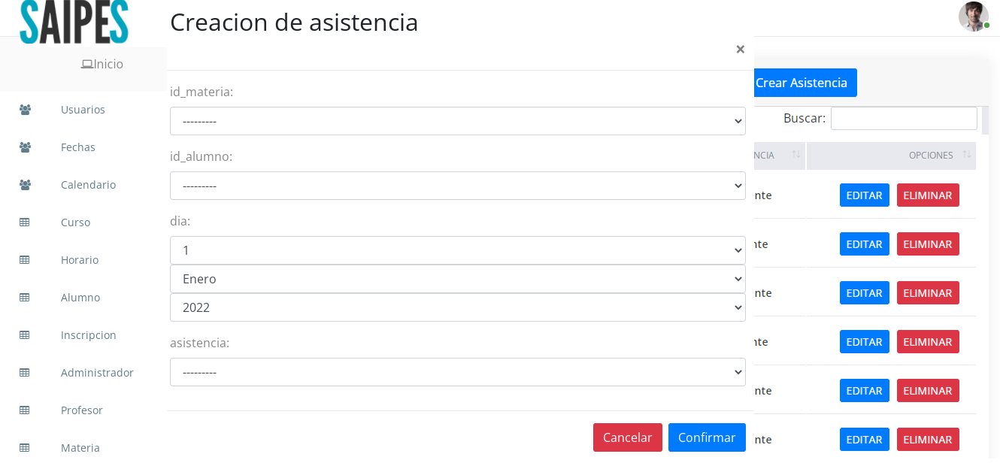 SAIPES
Creacion de asistencia
×
Inicio
Usuarios
Fechas
Calendario
Curso
Horario
Alumno
Inscripcion
Administrador
Profesor
Materia
id_materia:
---------
id_alumno:
---------
dia:
1
Enero
2022
asistencia:
---------
Cancelar Confirmar
Crear Asistencia
Buscar:
NCIA OPCIONES
nte EDITAR ELIMINAR
nte EDITAR ELIMINAR
nte EDITAR ELIMINAR
nte EDITAR ELIMINAR
nte EDITAR ELIMINAR
nte EDITAR ELIMINAR